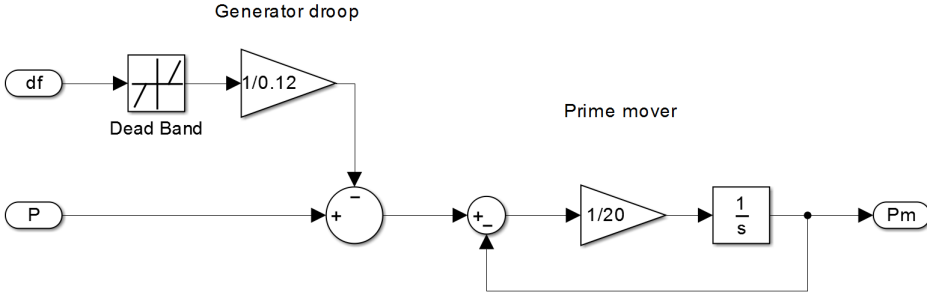 Generator droop
df
1/0.12
Dead Band
Prime mover
P
+
−
+
−
1/20
1
s
Pm